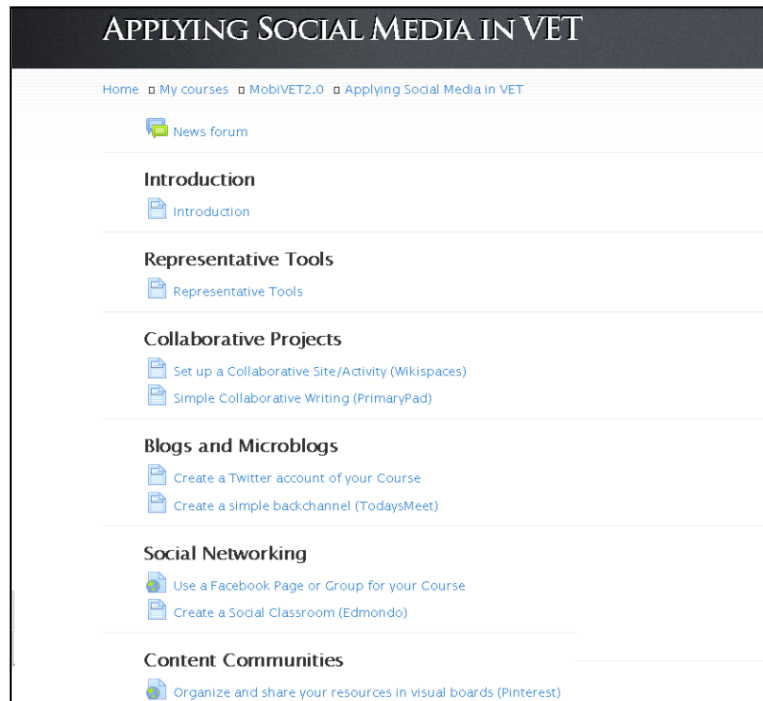 APPLYING SOCIAL MEDIA IN VET
Home My courses MobiVET2.0 Applying Social Media in VET
News forum
Introduction
Introduction
Representative Tools
Representative Tools
Collaborative Projects
Set up a Collaborative Site/Activity (Wikispaces)
Simple Collaborative Writing (PrimaryPad)
Blogs and Microblogs
Create a Twitter account of your Course
Create a simple backchannel (TodaysMeet)
Social Networking
Use a Facebook Page or Group for your Course
Create a Social Classroom (Edmondo)
Content Communities
Organize and share your resources in visual boards (Pinterest)